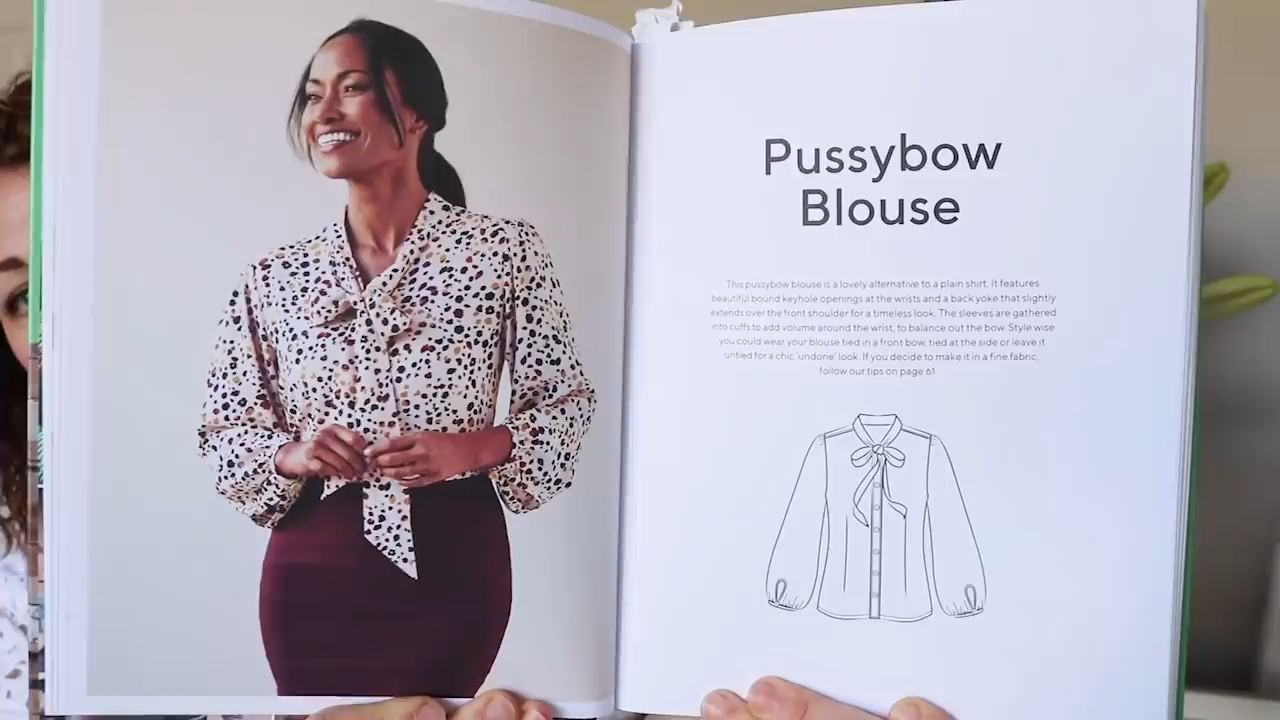 Pussybow
Blouse
This pussybow blouse is a lovely alternative to a plain shirt. It features
beautiful bound keyhole openings at the wrists and a back yoke that slightly
extends over the front shoulder for a timeless look. The sleeves are gathered
into cuffs to add volume around the wrist, to balance out the bow. Style wise
you could wear your blouse tied in a front bow, tied at the side or leave it
untied for a chic 'undone' look. If you decide to make it in a fine fabric,
follow our tips on page 61